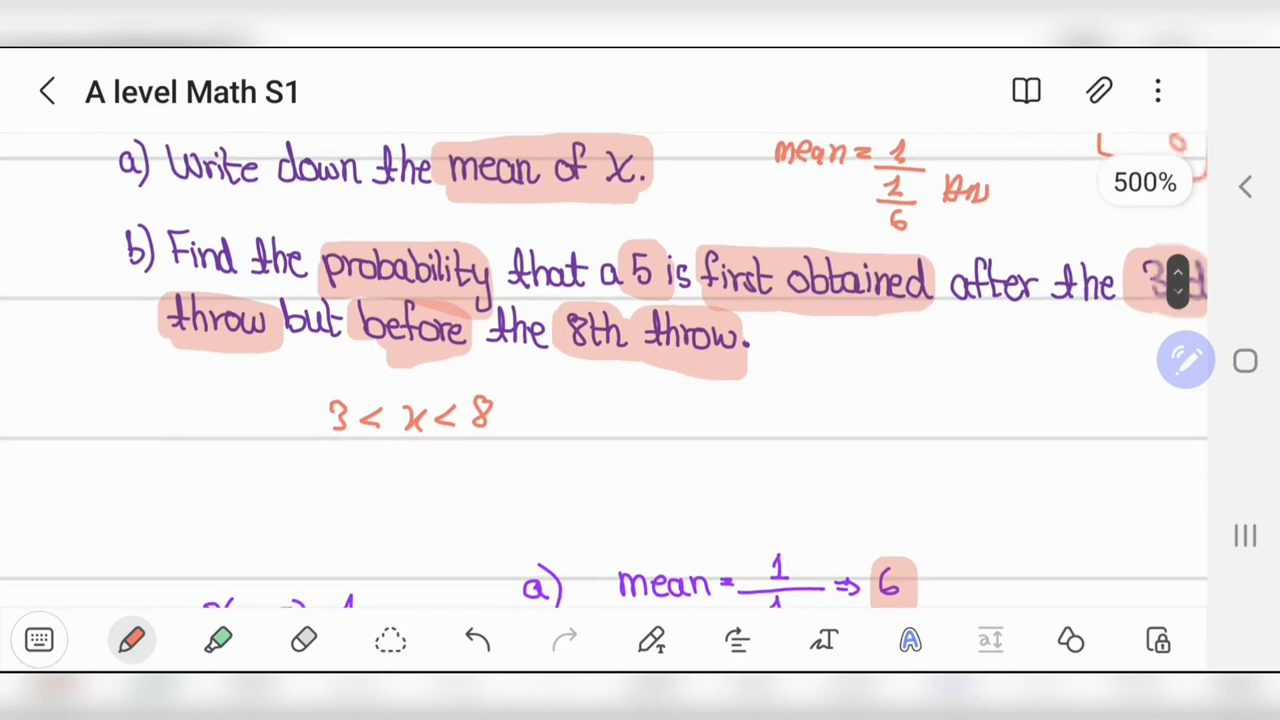 A level Math S1
a) Write down the mean of X.
mean = 1
1
6
500%
b) Find the probability that a 5 is first obtained after the 3rd
throw but before the 8th throw.
3 < x < 8
a) mean = 1 ⇒ 6